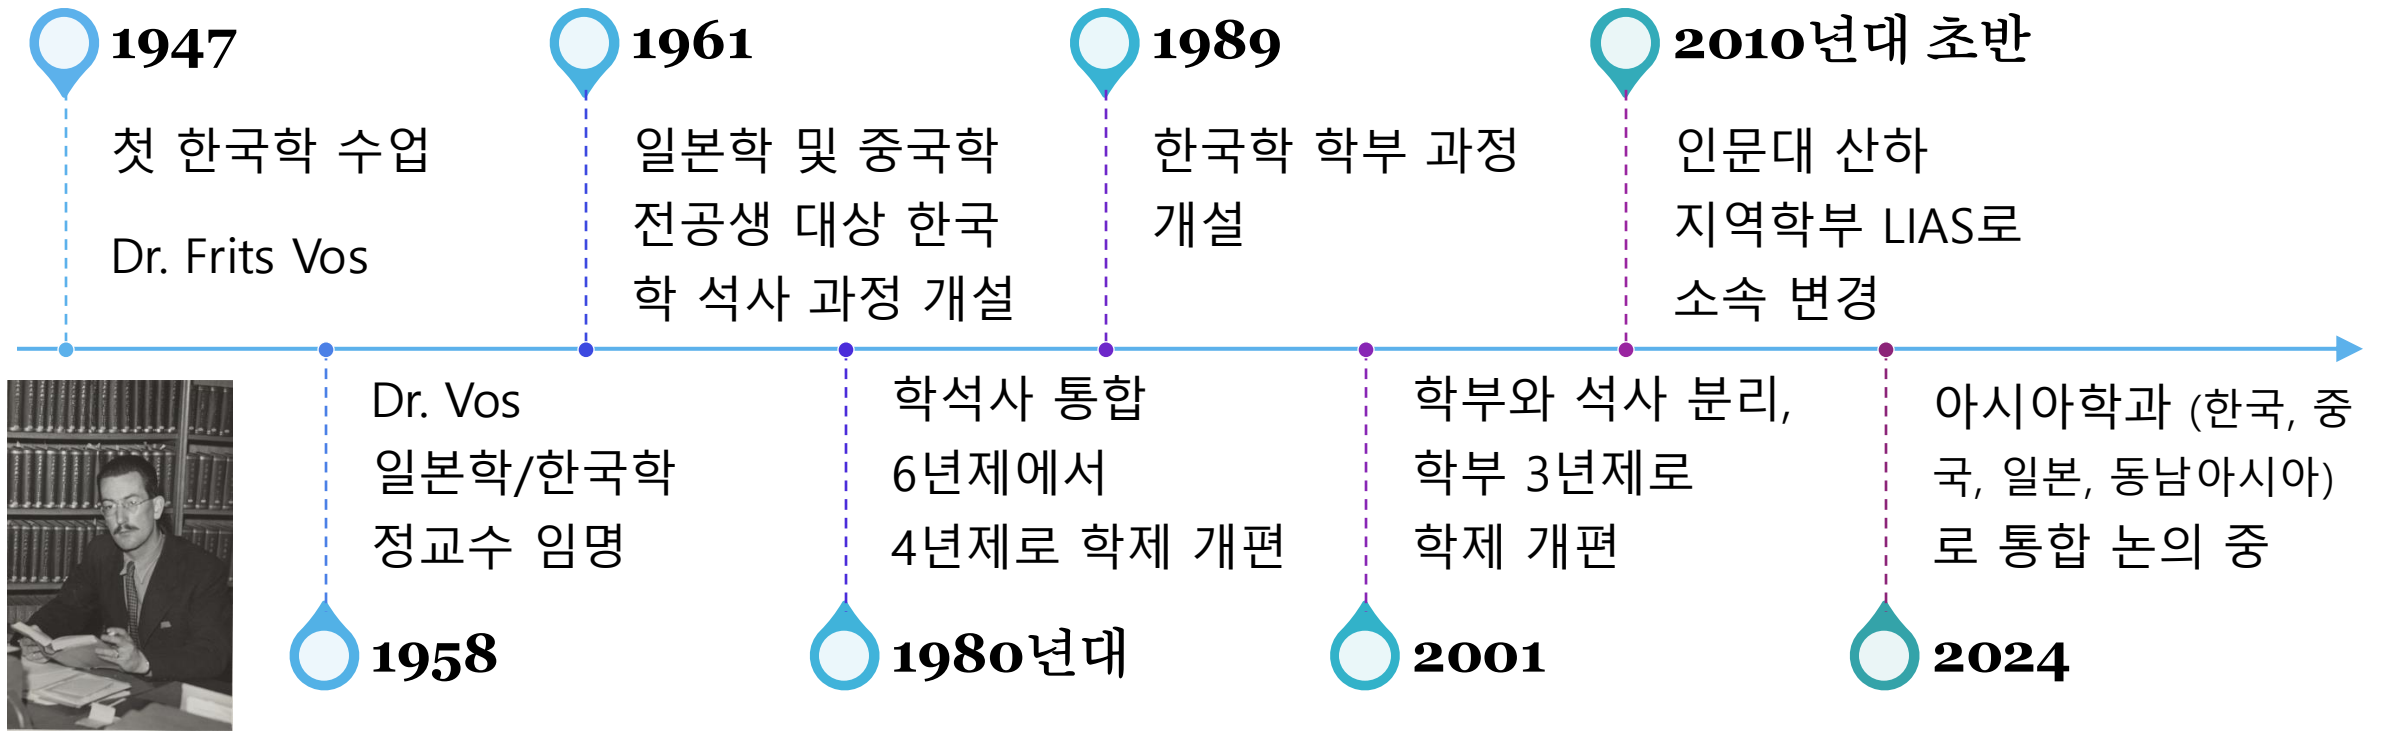 1947
첫 한국학 수업
Dr. Frits Vos
1958
Dr. Vos
일본학/한국학
정교수 임명
1961
일본학 및 중국학
전공생 대상 한국
학 석사 과정 개설
1980년대
학석사 통합
6년제에서
4년제로 학제 개편
1989
한국학 학부 과정
개설
2001
학부와 석사 분리,
학부 3년제로
학제 개편
2010년대 초반
인문대 산하
지역학부 LIAS로
소속 변경
2024
아시아학과 (한국, 중
국, 일본, 동남아시아)
로 통합 논의 중